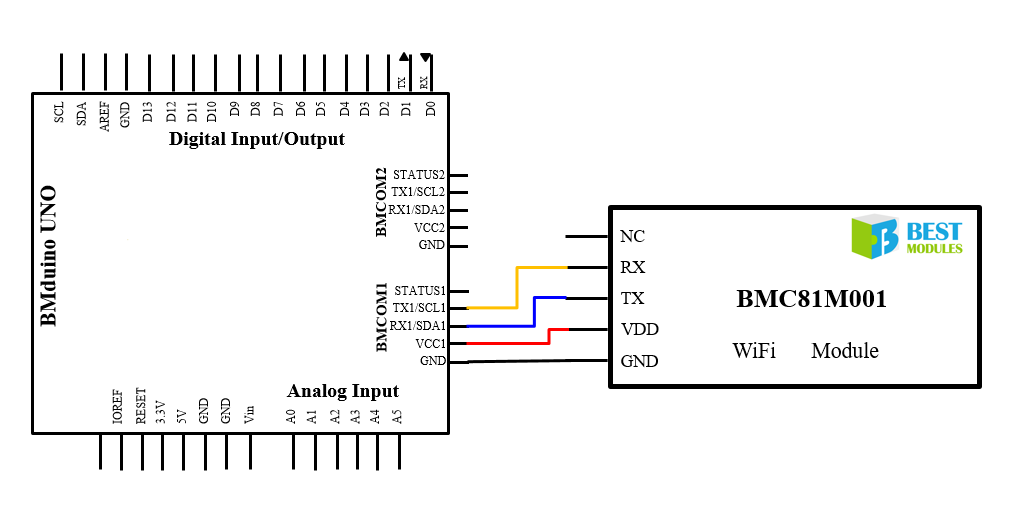 TX
RX
SCL
SDA
AREF
GND
D13
D12
D11
D10
D9
D8
D7
D6
D5
D4
D3
D2
D1
D0
Digital Input/Output
BMduino UNO
BMCOM2
STATUS2
TX1/SCL2
RX1/SDA2
VCC2
GND
BMCOM1
STATUS1
TX1/SCL1
RX1/SDA1
VCC1
GND
Analog Input
IOREF
RESET
3.3V
5V
GND
GND
Vin
A0
A1
A2
A3
A4
A5
NC
RX
TX
VDD
GND
BEST
MODULES
BMC81M001
WiFi Module